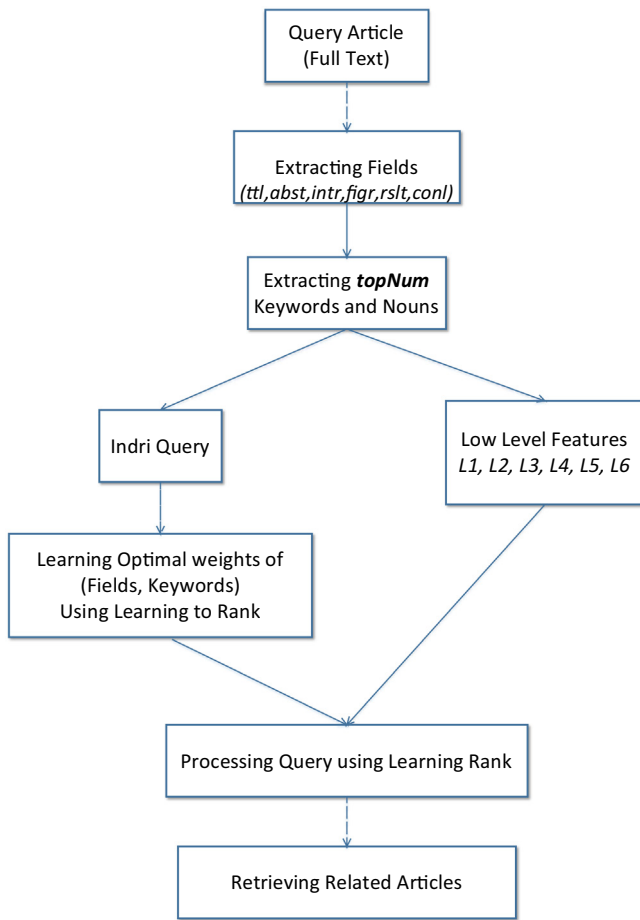 Query Article
(Full Text)
Extracting Fields
(ttl,abst,intr,figr,rslt,conl)
Extracting topNum
Keywords and Nouns
Indri Query
Low Level Features
L1, L2, L3, L4, L5, L6
Learning Optimal weights of
(Fields, Keywords)
Using Learning to Rank
Processing Query using Learning Rank
Retrieving Related Articles